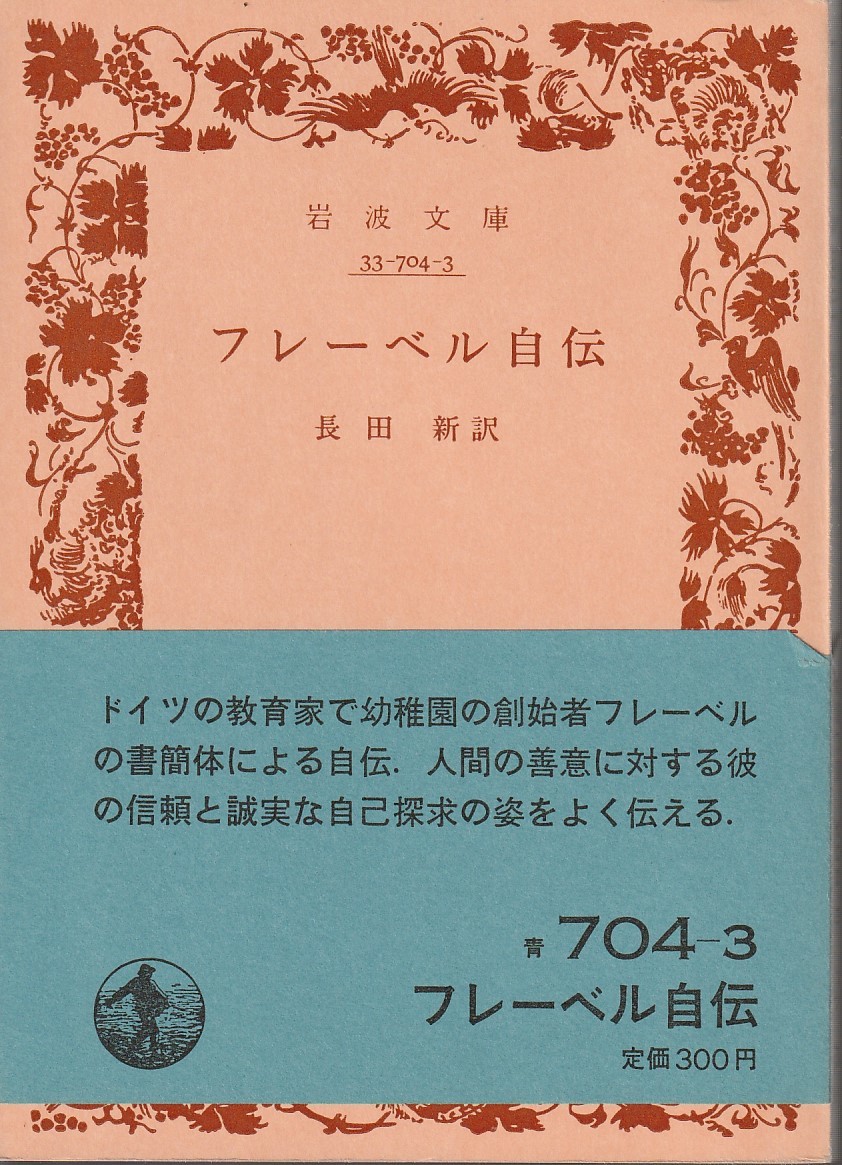 岩波文庫
33-704-3
フレーベル自伝
長田 新訳
ドイツの教育家で幼稚園の創始者フレーベル
の書簡体による自伝. 人間の善意に対する彼
の信頼と誠実な自己探求の姿をよく伝える.
青 704-3
フレーベル自伝
定価300円